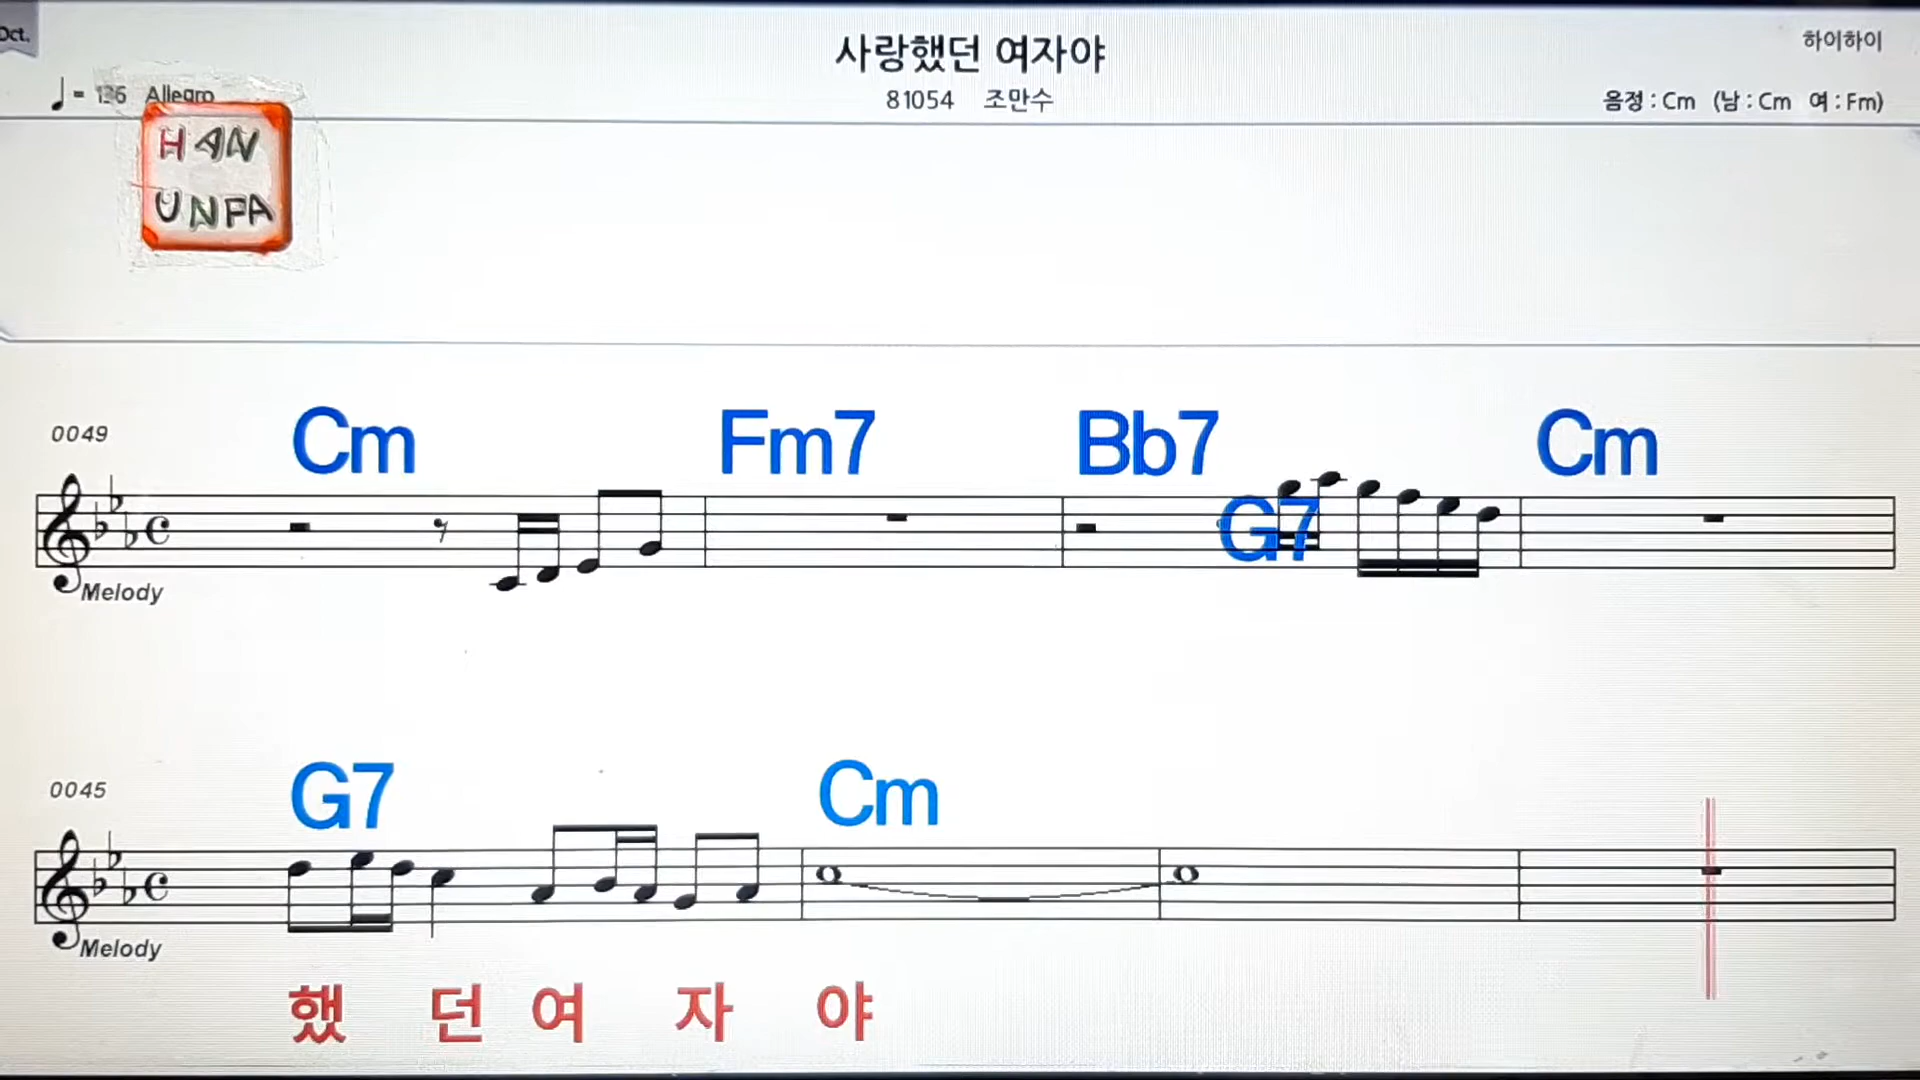 Oct.
사랑했던 여자야
하이하이
= 136 Allegro
81054 조만수
음정 : Cm (남 : Cm 여 : Fm)
HAN
UNPA
0049
Cm Fm7 Bb7 G7 Cm
Melody
0045
G7 Cm
Melody
했 던 여 자 야